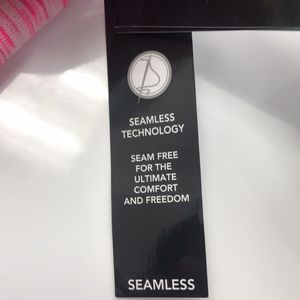 SEAMLESS
TECHNOLOGY
SEAM FREE
FOR THE
ULTIMATE
COMFORT
AND FREEDOM
SEAMLESS